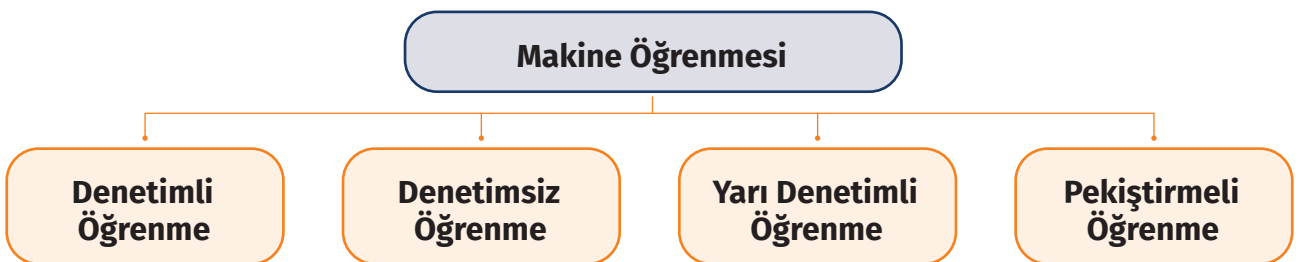 Makine Öğrenmesi
Denetimli
Öğrenme
Denetimsiz
Öğrenme
Yarı Denetimli
Öğrenme
Pekiştirmeli
Öğrenme